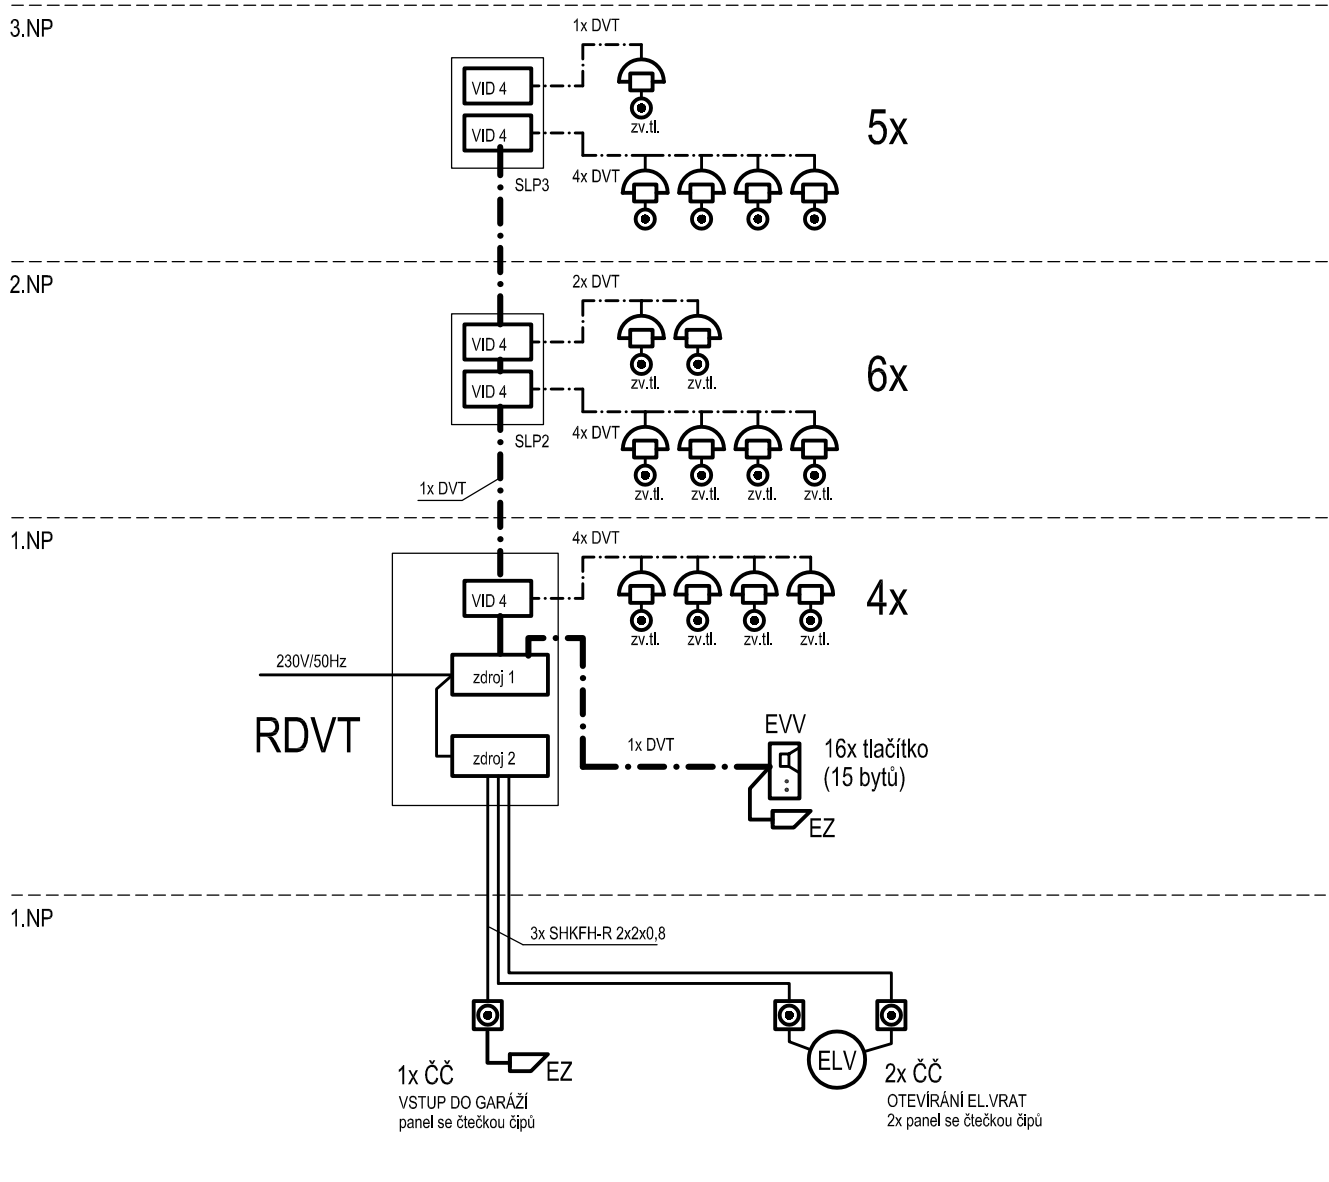 3.NP
1x DVT
VID 4
zv.tl.
5x
VID 4
SLP3
4x DVT
2.NP
2x DVT
VID 4
zv.tl. zv.tl.
6x
VID 4
SLP2
4x DVT
zv.tl. zv.tl. zv.tl. zv.tl.
1x DVT
1.NP
4x DVT
VID 4
4x
zv.tl. zv.tl. zv.tl. zv.tl.
230V/50Hz
zdroj 1
RDVT
zdroj 2
1x DVT
EVV
16x tlačítko
(15 bytů)
EZ
1.NP
3x SHKFH-R 2x2x0,8
EZ
1x ČČ
VSTUP DO GARÁŽÍ
panel se čtečkou čipů
ELV
2x ČČ
OTEVÍRÁNÍ EL.VRAT
2x panel se čtečkou čipů